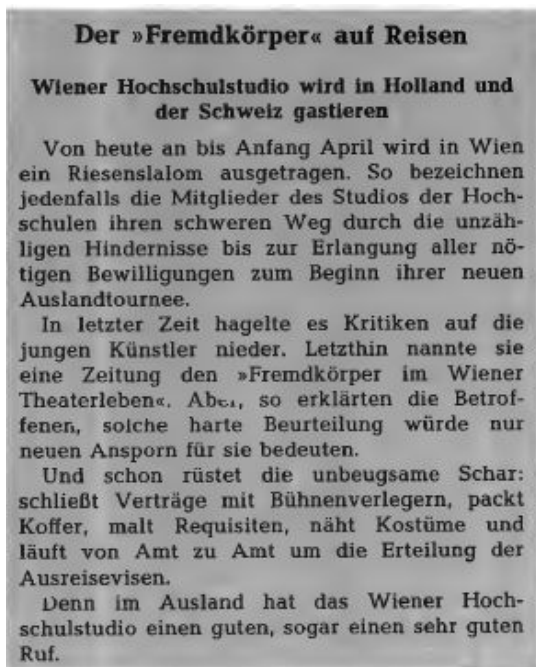 Der »Fremdkörper« auf Reisen
Wiener Hochschulstudio wird in Holland und
der Schweiz gastieren
Von heute an bis Anfang April wird in Wien
ein Riesenslalom ausgetragen. So bezeichnen
jedenfalls die Mitglieder des Studios der Hoch-
schulen ihren schweren Weg durch die unzäh-
ligen Hindernisse bis zur Erlangung aller nö-
tigen Bewilligungen zum Beginn ihrer neuen
Auslandtournee.
In letzter Zeit hagelte es Kritiken auf die
jungen Künstler nieder. Letzthin nannte sie
eine Zeitung den »Fremdkörper im Wiener
Theaterleben«. Aber, so erklärten die Betrof-
fenen, solche harte Beurteilung würde nur
neuen Ansporn für sie bedeuten.
Und schon rüstet die unbeugsame Schar:
schließt Verträge mit Bühnenverlegern, packt
Koffer, malt Requisiten, näht Kostüme und
läuft von Amt zu Amt um die Erteilung der
Ausreisevisen.
Denn im Ausland hat das Wiener Hoch-
schulstudio einen guten, sogar einen sehr guten
Ruf.